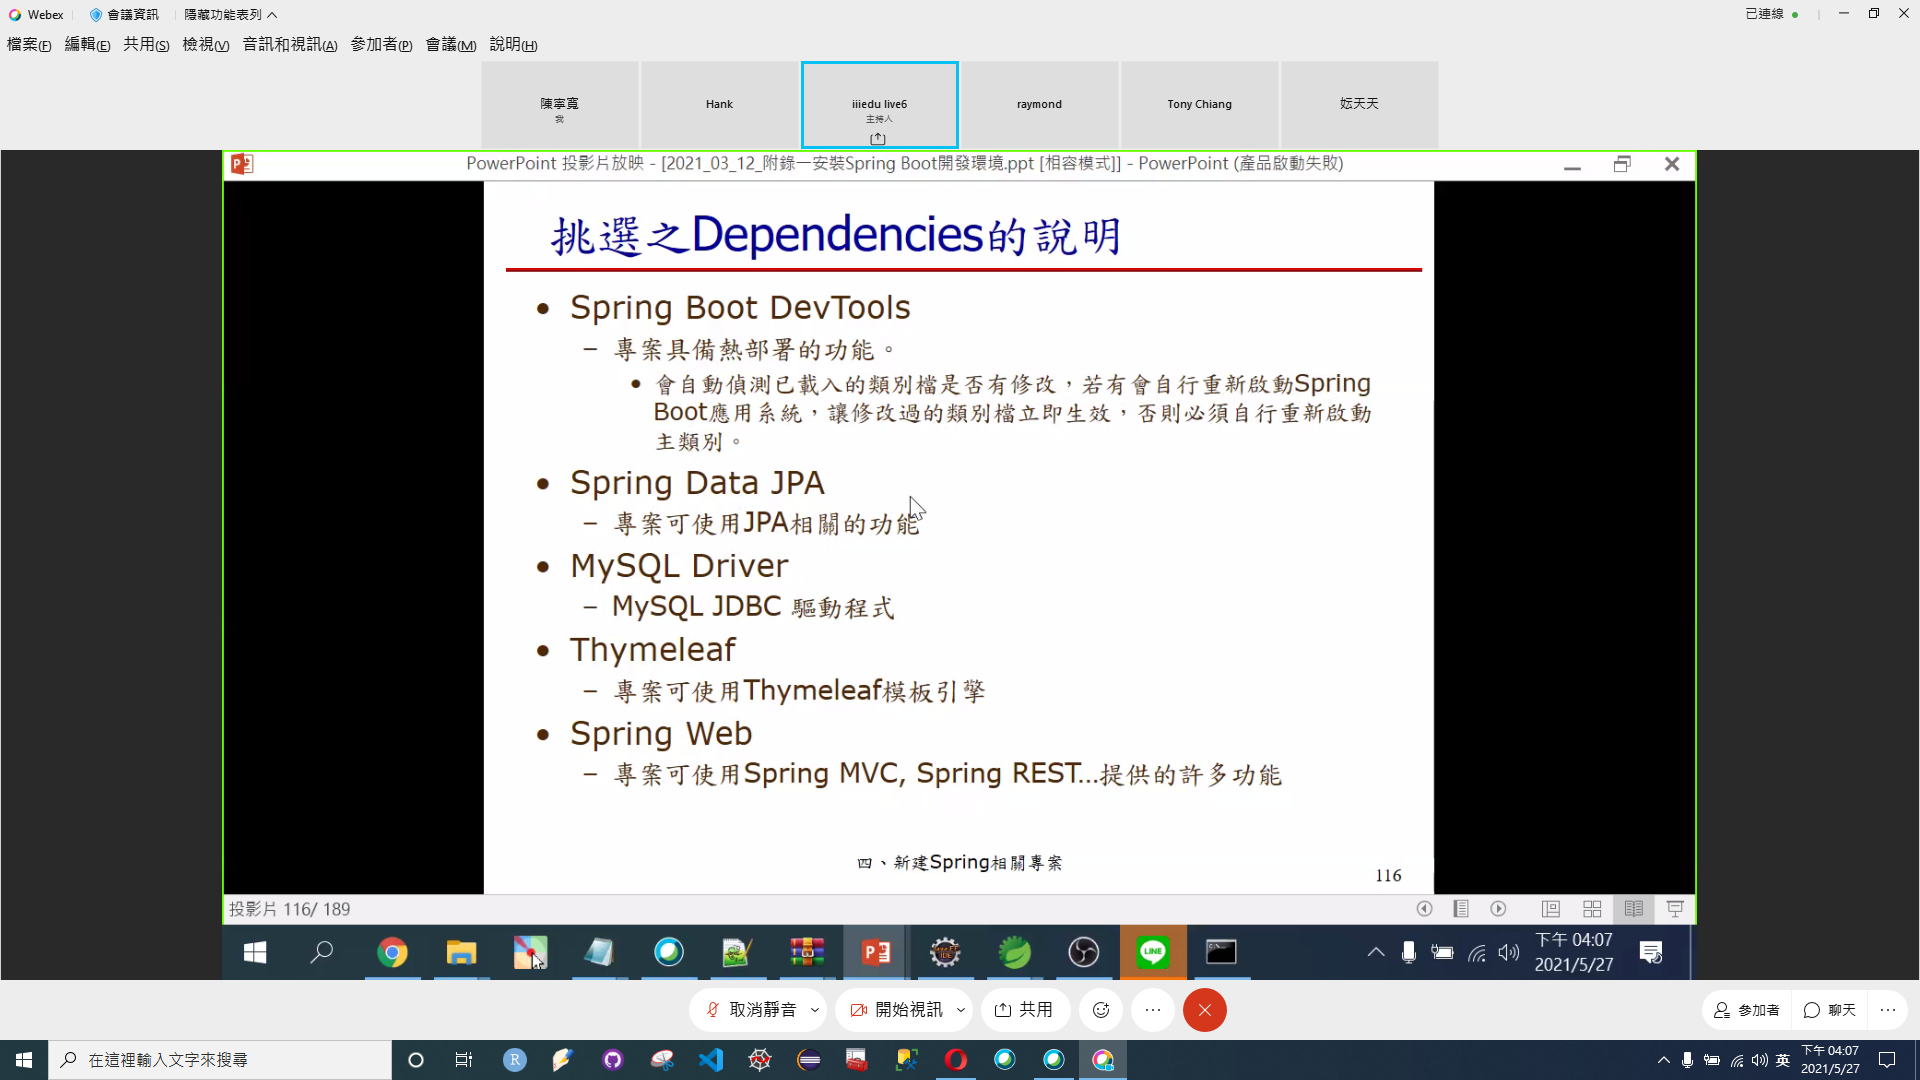 Webex
會議資訊
隱藏功能表列
已連線
檔案(F) 編輯(E) 共用(S) 檢視(V) 音訊和視訊(A) 參加者(P) 會議(M) 說明(H)
陳寧寬
我
Hank
iiiedu live6
主持人
raymond
Tony Chiang
妘天天
PowerPoint 投影片放映 - [2021_03_12_附錄一安裝Spring Boot開發環境.ppt [相容模式]] - PowerPoint (產品啟動失敗)
挑選之Dependencies的說明
• Spring Boot DevTools
– 專案具備熱部署的功能。
• 會自動偵測已載入的類別檔是否有修改，若有會自行重新啟動Spring
Boot應用系統，讓修改過的類別檔立即生效，否則必須自行重新啟動
主類別。
• Spring Data JPA
– 專案可使用JPA相關的功能
• MySQL Driver
– MySQL JDBC 驅動程式
• Thymeleaf
– 專案可使用Thymeleaf模板引擎
• Spring Web
– 專案可使用Spring MVC, Spring REST…提供的許多功能
四、新建Spring相關專案
116
投影片 116/ 189
下午 04:07
2021/5/27
取消靜音
開始視訊
共用
參加者
聊天
在這裡輸入文字來搜尋
英
下午 04:07
2021/5/27